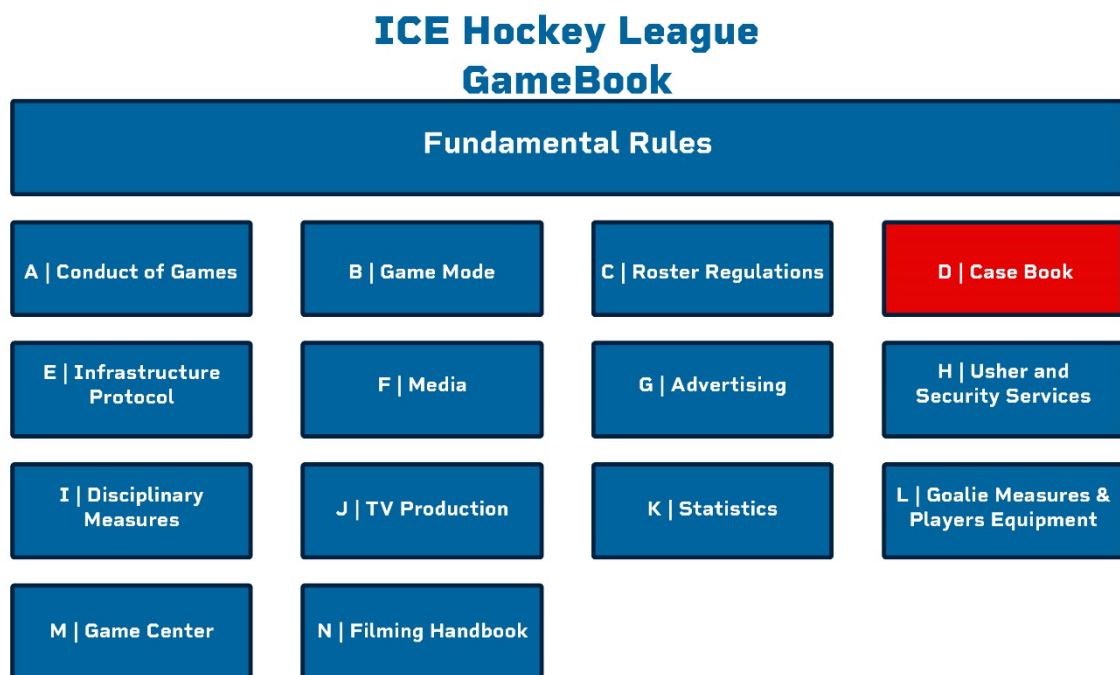 ICE Hockey League
GameBook
Fundamental Rules
A | Conduct of Games
B | Game Mode
C | Roster Regulations
D | Case Book
E | Infrastructure
Protocol
F | Media
G | Advertising
H | Usher and
Security Services
I | Disciplinary
Measures
J | TV Production
K | Statistics
L | Goalie Measures &
Players Equipment
M | Game Center
N | Filming Handbook